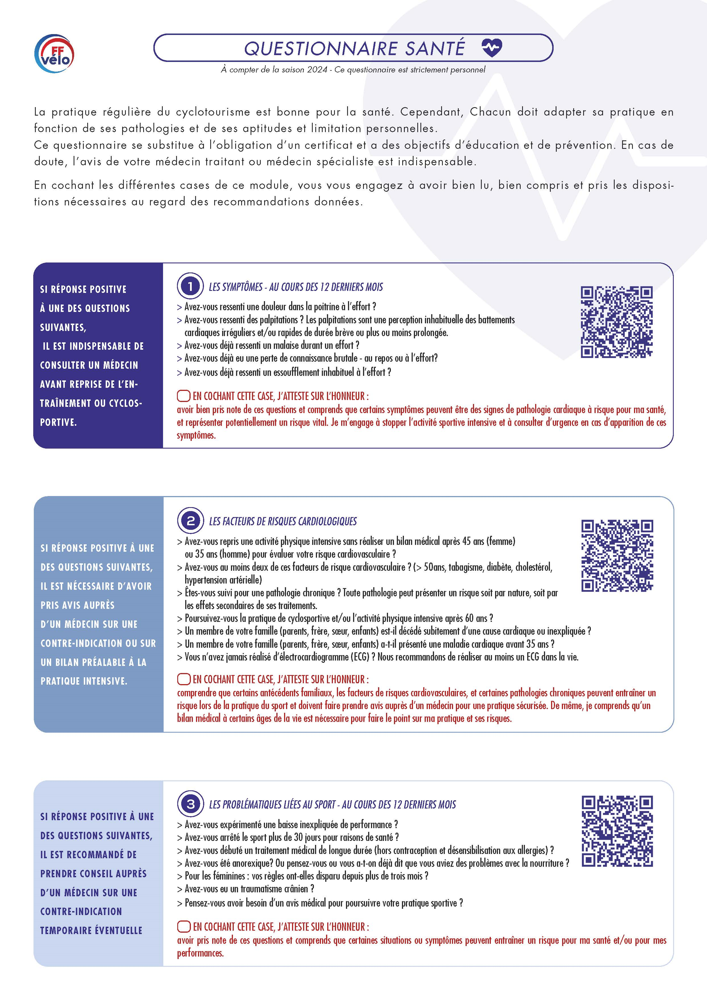 FF
vélo
QUESTIONNAIRE SANTÉ
À compter de la saison 2024 - Ce questionnaire est strictement personnel
La pratique régulière du cyclotourisme est bonne pour la santé. Cependant, Chacun doit adapter sa pratique en
fonction de ses pathologies et de ses aptitudes et limitation personnelles.
Ce questionnaire se substitue à l’obligation d’un certificat et a des objectifs d’éducation et de prévention. En cas de
doute, l’avis de votre médecin traitant ou médecin spécialiste est indispensable.
En cochant les différentes cases de ce module, vous vous engagez à avoir bien lu, bien compris et pris les disposi-
tions nécessaires au regard des recommandations données.
SI RÉPONSE POSITIVE
À UNE DES QUESTIONS
SUIVANTES,
IL EST INDISPENSABLE DE
CONSULTER UN MÉDECIN
AVANT REPRISE DE L’EN-
TRAÎNEMENT OU CYCLOS-
PORTIVE.
1 LES SYMPTÔMES - AU COURS DES 12 DERNIERS MOIS
> Avez-vous ressenti une douleur dans la poitrine à l’effort ?
> Avez-vous ressenti des palpitations ? Les palpitations sont une perception inhabituelle des battements
cardiaques irréguliers et/ou rapides de durée brève ou plus ou moins prolongée.
> Avez-vous déjà ressenti un malaise durant un effort ?
> Avez-vous déjà eu une perte de connaissance brutale - au repos ou à l’effort?
> Avez-vous déjà ressenti un essoufflement inhabituel à l’effort ?
EN COCHANT CETTE CASE, J’ATTESTE SUR L’HONNEUR :
avoir bien pris note de ces questions et comprends que certains symptômes peuvent être des signes de pathologie cardiaque à risque pour ma santé,
et représenter potentiellement un risque vital. Je m’engage à stopper l’activité sportive intensive et à consulter d’urgence en cas d’apparition de ces
symptômes.
SI RÉPONSE POSITIVE À UNE
DES QUESTIONS SUIVANTES,
IL EST NÉCESSAIRE D’AVOIR
PRIS AVIS AUPRÈS
D’UN MÉDECIN SUR UNE
CONTRE-INDICATION OU SUR
UN BILAN PRÉALABLE À LA
PRATIQUE INTENSIVE.
2 LES FACTEURS DE RISQUES CARDIOLOGIQUES
> Avez-vous repris une activité physique intensive sans réaliser un bilan médical après 45 ans (femme)
ou 35 ans (homme) pour évaluer votre risque cardiovasculaire ?
> Avez-vous au moins deux de ces facteurs de risque cardiovasculaire ? (> 50ans, tabagisme, diabète, cholestérol,
hypertension artérielle)
> Êtes-vous suivi pour une pathologie chronique ? Toute pathologie peut présenter un risque soit par nature, soit par
les effets secondaires de ses traitements.
> Poursuivez-vous la pratique de cyclosportive et/ou l’activité physique intensive après 60 ans ?
> Un membre de votre famille (parents, frère, sœur, enfants) est-il décédé subitement d’une cause cardiaque ou inexpliquée ?
> Un membre de votre famille (parents, frère, sœur, enfants) a-t-il présenté une maladie cardiaque avant 35 ans ?
> Vous n’avez jamais réalisé d’électrocardiogramme (ECG) ? Nous recommandons de réaliser au moins un ECG dans la vie.
EN COCHANT CETTE CASE, J’ATTESTE SUR L’HONNEUR :
comprendre que certains antécédents familiaux, les facteurs de risques cardiovasculaires, et certaines pathologies chroniques peuvent entraîner un
risque lors de la pratique du sport et doivent faire prendre avis auprès d’un médecin pour une pratique sécurisée. De même, je comprends qu’un
bilan médical à certains âges de la vie est nécessaire pour faire le point sur ma pratique et ses risques.
SI RÉPONSE POSITIVE À UNE
DES QUESTIONS SUIVANTES,
IL EST RECOMMANDÉ DE
PRENDRE CONSEIL AUPRÈS
D’UN MÉDECIN SUR UNE
CONTRE-INDICATION
TEMPORAIRE ÉVENTUELLE
3 LES PROBLÉMATIQUES LIÉES AU SPORT - AU COURS DES 12 DERNIERS MOIS
> Avez-vous expérimenté une baisse inexpliquée de performance ?
> Avez-vous arrêté le sport plus de 30 jours pour raisons de santé ?
> Avez-vous débuté un traitement médical de longue durée (hors contraception et désensibilisation aux allergies) ?
> Avez-vous été anorexique? Ou pensez-vous ou vous a-t-on déjà dit que vous aviez des problèmes avec la nourriture ?
> Pour les féminines : vos règles ont-elles disparu depuis plus de trois mois ?
> Avez-vous eu un traumatisme crânien ?
> Pensez-vous avoir besoin d’un avis médical pour poursuivre votre pratique sportive ?
EN COCHANT CETTE CASE, J’ATTESTE SUR L’HONNEUR :
avoir pris note de ces questions et comprends que certaines situations ou symptômes peuvent entraîner un risque pour ma santé et/ou pour mes
performances.